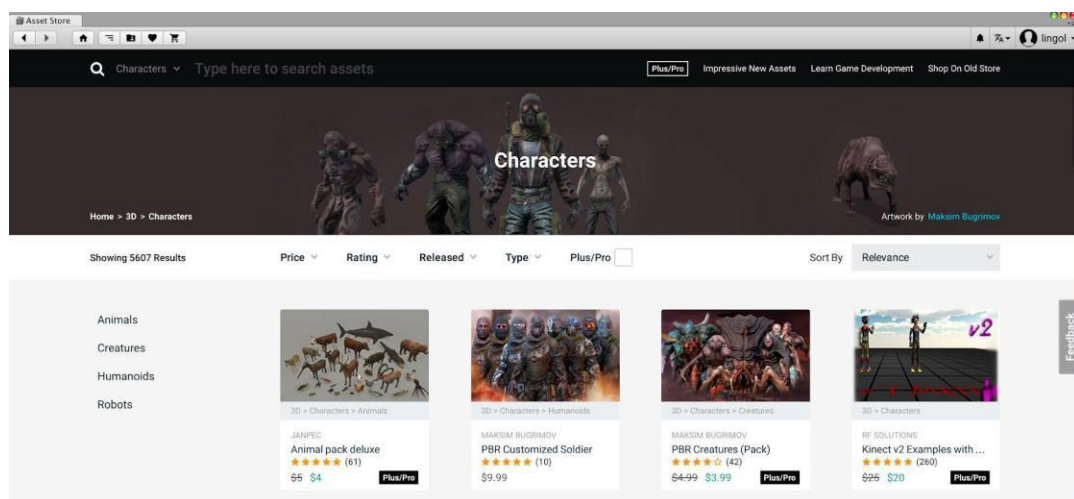 Asset Store
lingol
Characters Type here to search assets
Plus/Pro Impressive New Assets Learn Game Development Shop On Old Store
Characters
Home > 3D > Characters
Artwork by Maksim Bugrimov
Showing 5607 Results
Price Rating Released Type Plus/Pro
Sort By Relevance
Feedback
Animals
Creatures
Humanoids
Robots
3D > Characters > Animals
JANPEC
Animal pack deluxe
(61)
$5 $4 Plus/Pro
3D > Characters > Humanoids
MAKSIM BUGRIMOV
PBR Customized Soldier
(10)
$9.99
3D > Characters > Creatures
MAKSIM BUGRIMOV
PBR Creatures (Pack)
(42)
$4.99 $3.99 Plus/Pro
v2
3D > Characters
RF SOLUTIONS
Kinect v2 Examples with ...
(260)
$25 $20 Plus/Pro